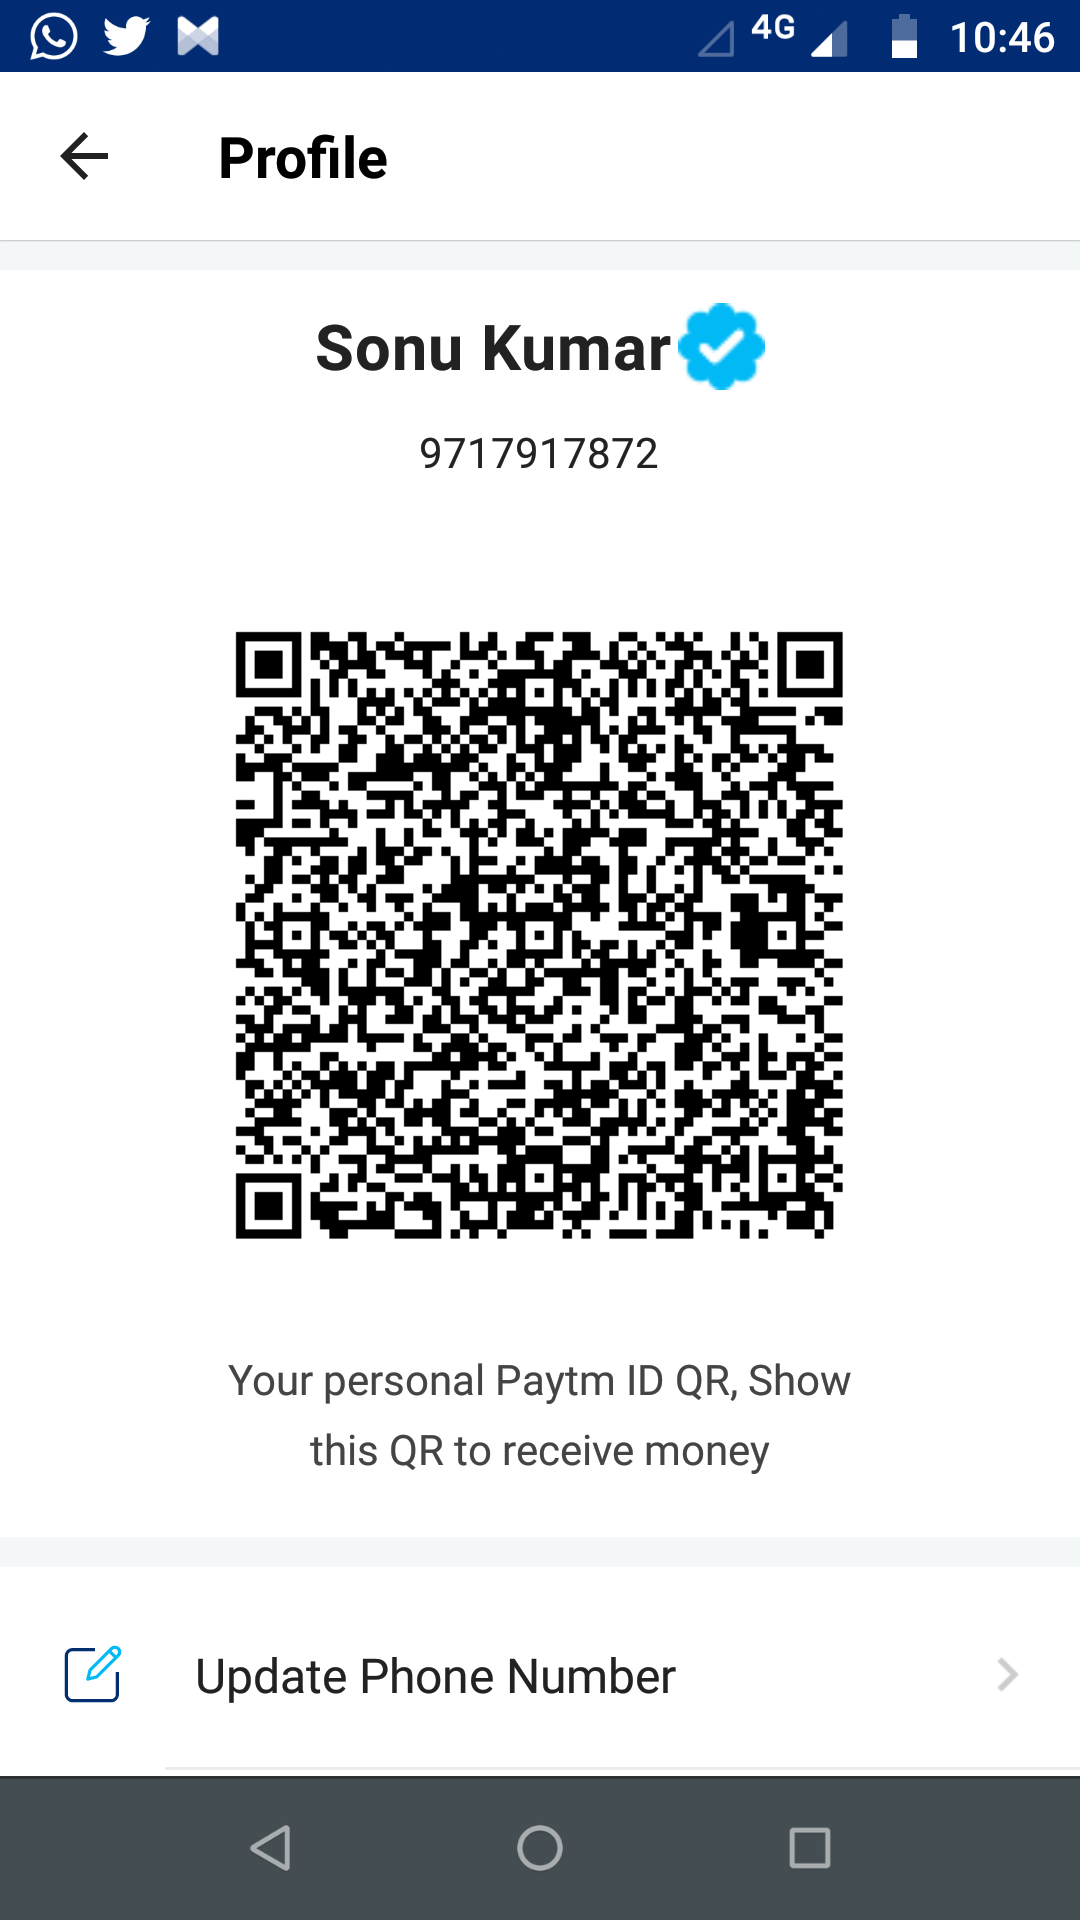 4G 10:46
Profile
Sonu Kumar
9717917872
Your personal Paytm ID QR, Show
this QR to receive money
Update Phone Number